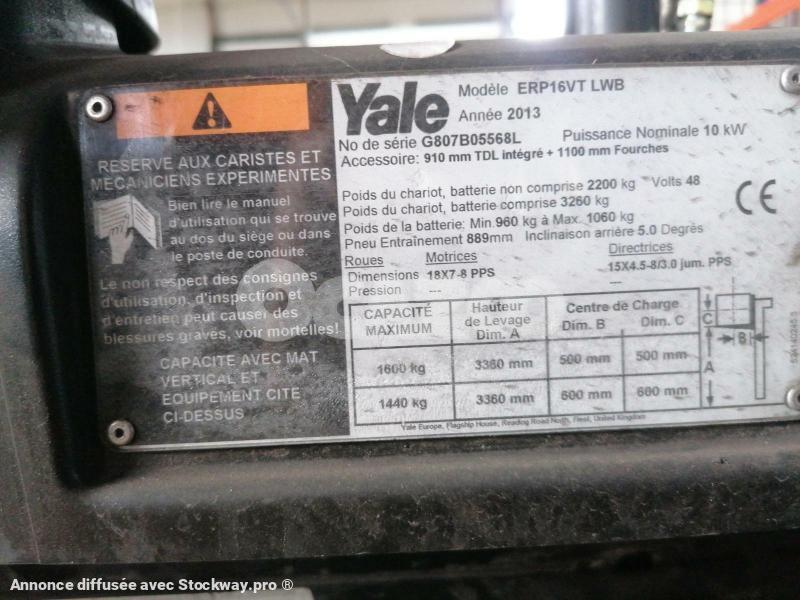 RESERVE AUX CARISTES ET
MECANICIENS EXPERIMENTES
Bien lire le manuel
d'utilisation qui se trouve
au dos du siège ou dans
le poste de conduite.
Le non respect des consignes
d'utilisation, d'inspection et
d'entretien peut causer des
blessures graves, voir mortelles!
CAPACITE AVEC MAT
VERTICAL ET
EQUIPEMENT CITE
CI-DESSUS
Yale
Modèle ERP16VT LWB
Année 2013
No de série G807B05568L Puissance Nominale 10 kW
Accessoire: 910 mm TDL intégré + 1100 mm Fourches
Poids du chariot, batterie non comprise 2200 kg Volts 48
Poids du chariot, batterie comprise 3260 kg
Poids de la batterie: Min.960 kg à Max. 1060 kg
Pneu Entraînement 889mm Inclinaison arrière 5.0 Degrès
CE
Roues Motrices Directrices
Dimensions 18X7-8 PPS 15X4.5-8/3.0 jum. PPS
Pression --- ---
CAPACITÉ MAXIMUM Hauteur de Levage Dim. A Centre de Charge Dim. B Dim. C
1600 kg 3360 mm 500 mm 500 mm
1440 kg 3360 mm 600 mm 600 mm
C
B
A
Yale Europe, Flagship House, Reading Road North, Fleet, United Kingdom
Annonce diffusée avec Stockway.pro ®